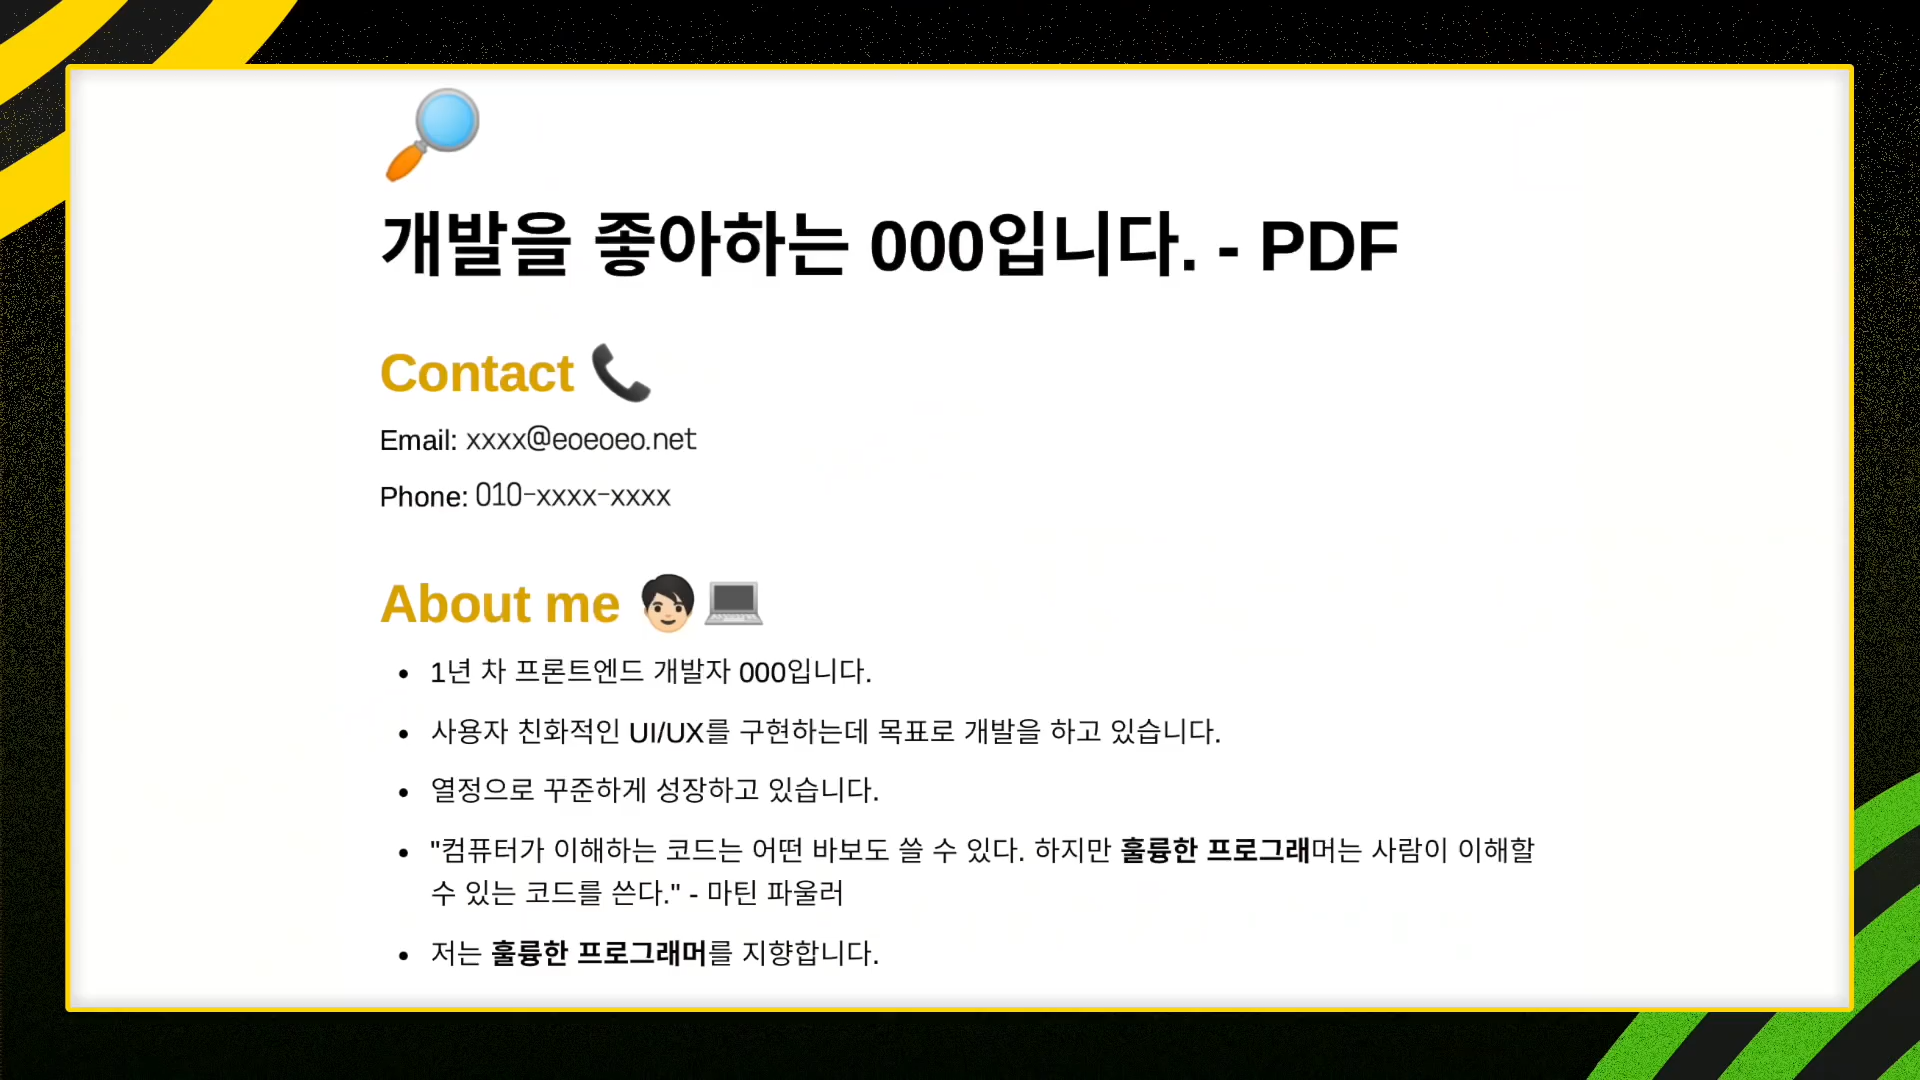 개발을 좋아하는 000입니다. - PDF
Contact
Email: xxxx@eoeoeo.net
Phone: 010-xxxx-xxxx
About me
1년 차 프론트엔드 개발자 000입니다.
사용자 친화적인 UI/UX를 구현하는데 목표로 개발을 하고 있습니다.
열정으로 꾸준하게 성장하고 있습니다.
"컴퓨터가 이해하는 코드는 어떤 바보도 쓸 수 있다. 하지만 훌륭한 프로그래머는 사람이 이해할
수 있는 코드를 쓴다." - 마틴 파울러
저는 훌륭한 프로그래머를 지향합니다.